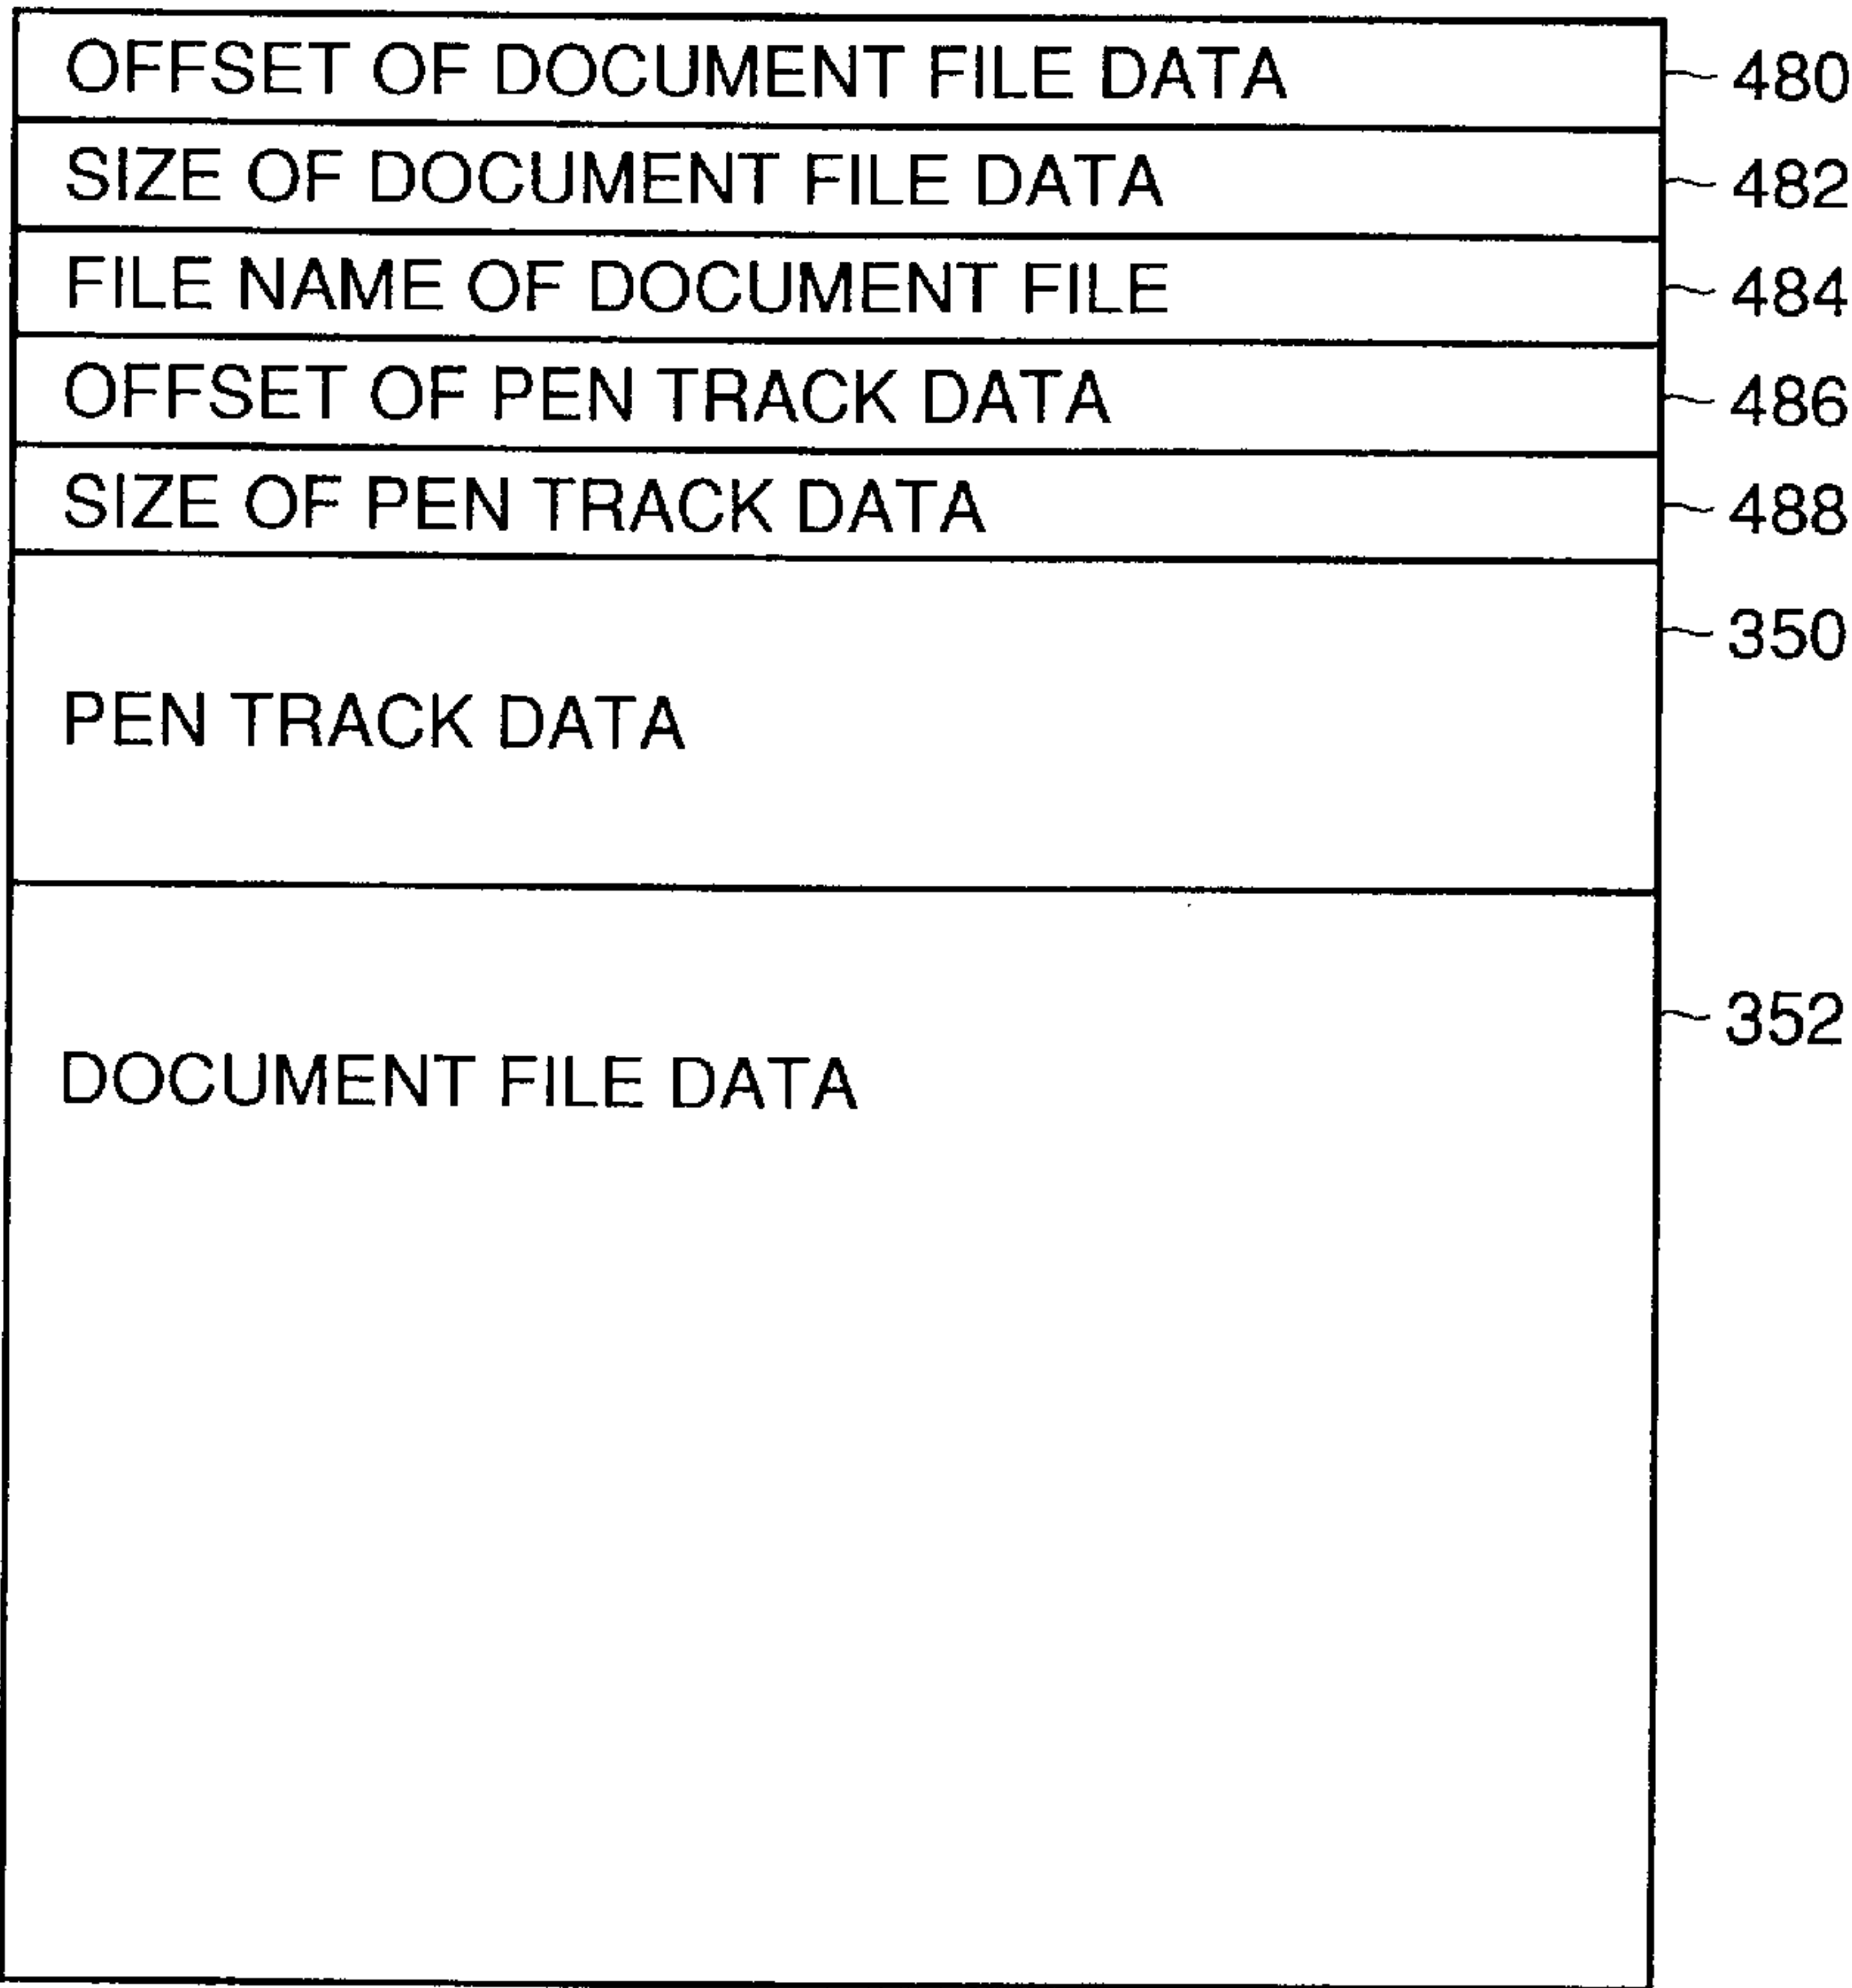 OFFSET OF DOCUMENT FILE DATA 480
SIZE OF DOCUMENT FILE DATA 482
FILE NAME OF DOCUMENT FILE 484
OFFSET OF PEN TRACK DATA 486
SIZE OF PEN TRACK DATA 488
350
PEN TRACK DATA
352
DOCUMENT FILE DATA